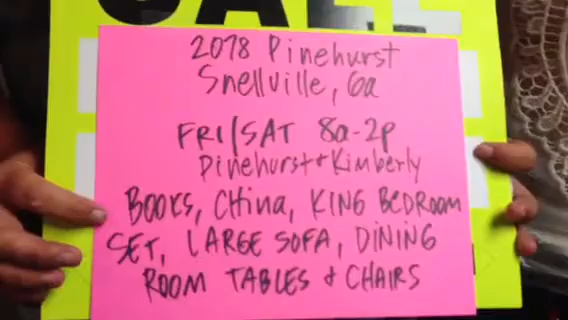 SALE
2078 Pinehurst
Snellville, Ga
FRI/SAT 8a-2p
Pinehurst + Kimberly
BOOKS, CHINA, KING BEDROOM
SET, LARGE SOFA, DINING
ROOM TABLES & CHAIRS